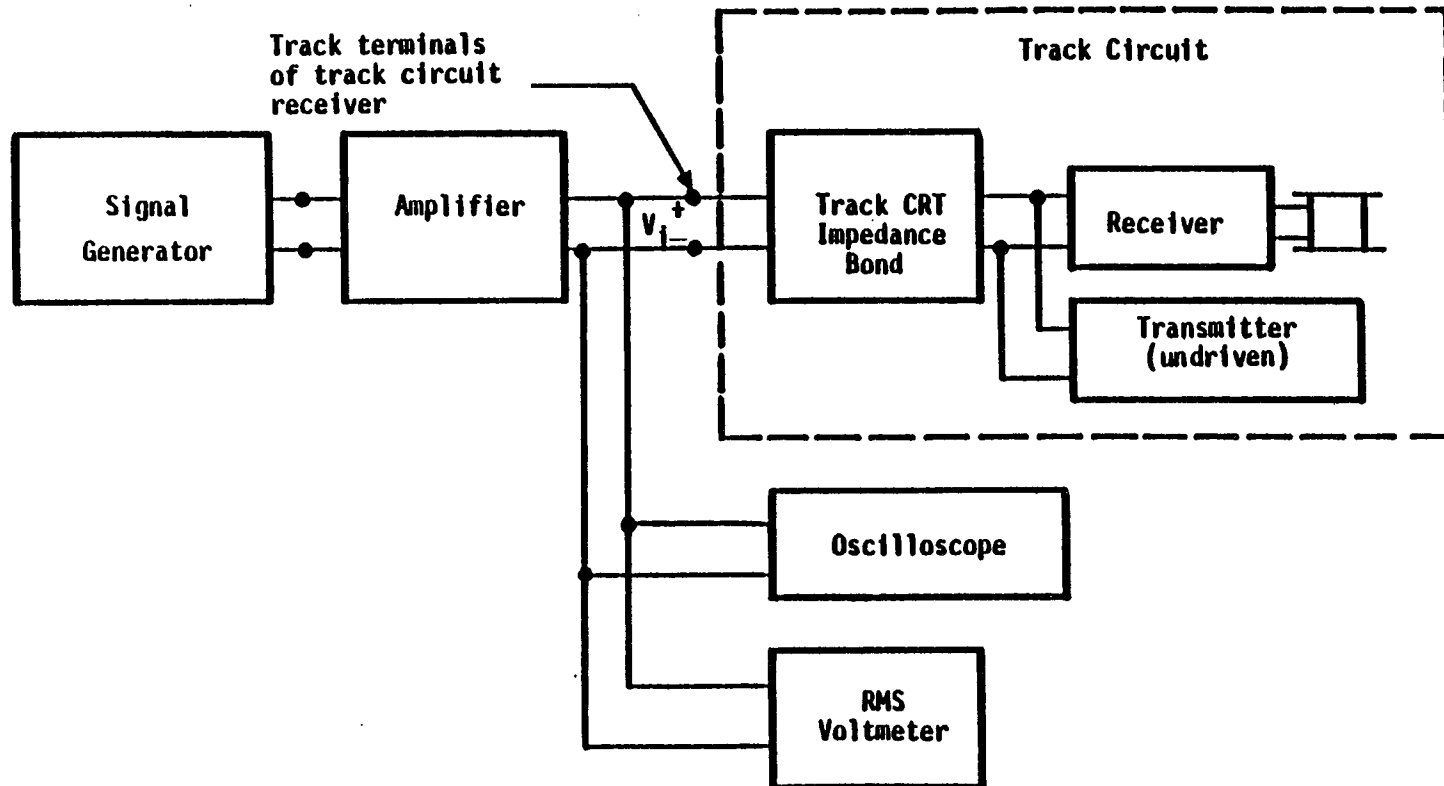 Track terminals
of track circuit
receiver
Track Circuit
Signal
Generator
Amplifier
+
Vi
−
Track CRT
Impedance
Bond
Receiver
Transmitter
(undriven)
Oscilloscope
RMS
Voltmeter